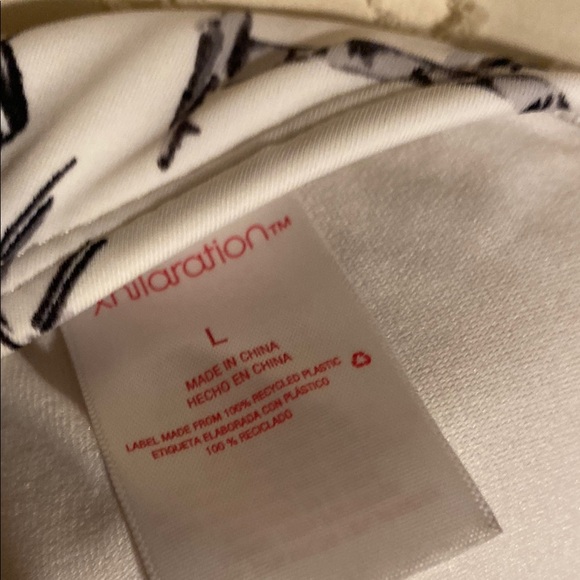 xhilaration™
L
MADE IN CHINA
HECHO EN CHINA
LABEL MADE FROM 100% RECYCLED PLASTIC
ETIQUETA ELABORADA CON PLÁSTICO
100 % RECICLADO